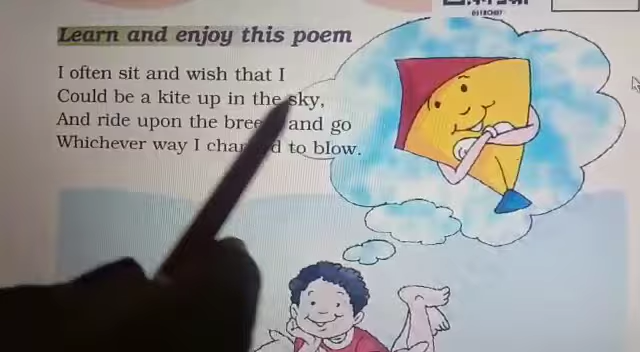 Learn and enjoy this poem
I often sit and wish that I
Could be a kite up in the sky,
And ride upon the and go
Whichever way I to blow.